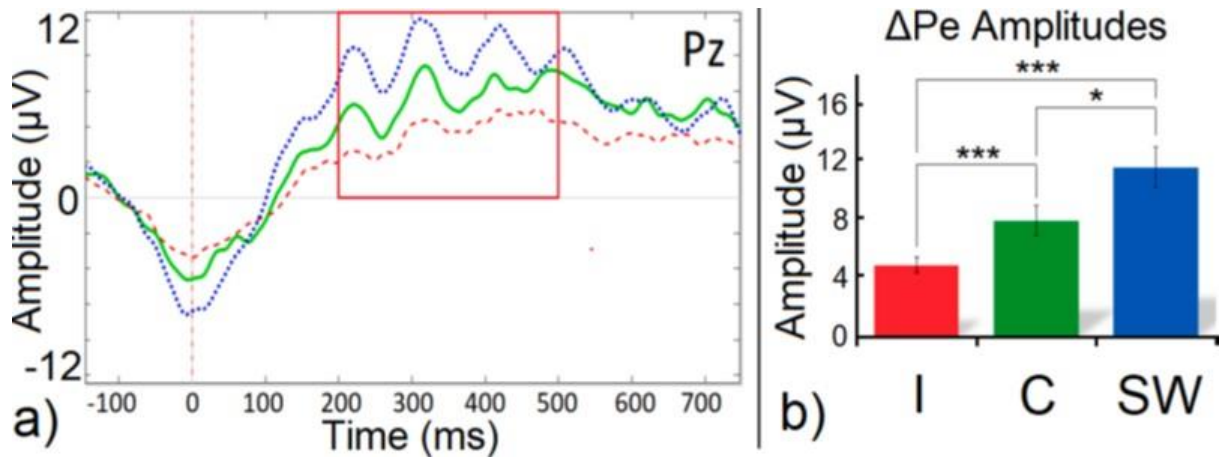 12
0
-12
Amplitude (µV)
Pz
-100 0 100 200 300 400 500 600 700
Time (ms)
a)
ΔPe Amplitudes
***
*
***
16
12
8
4
0
Amplitude (µV)
I C SW
b)